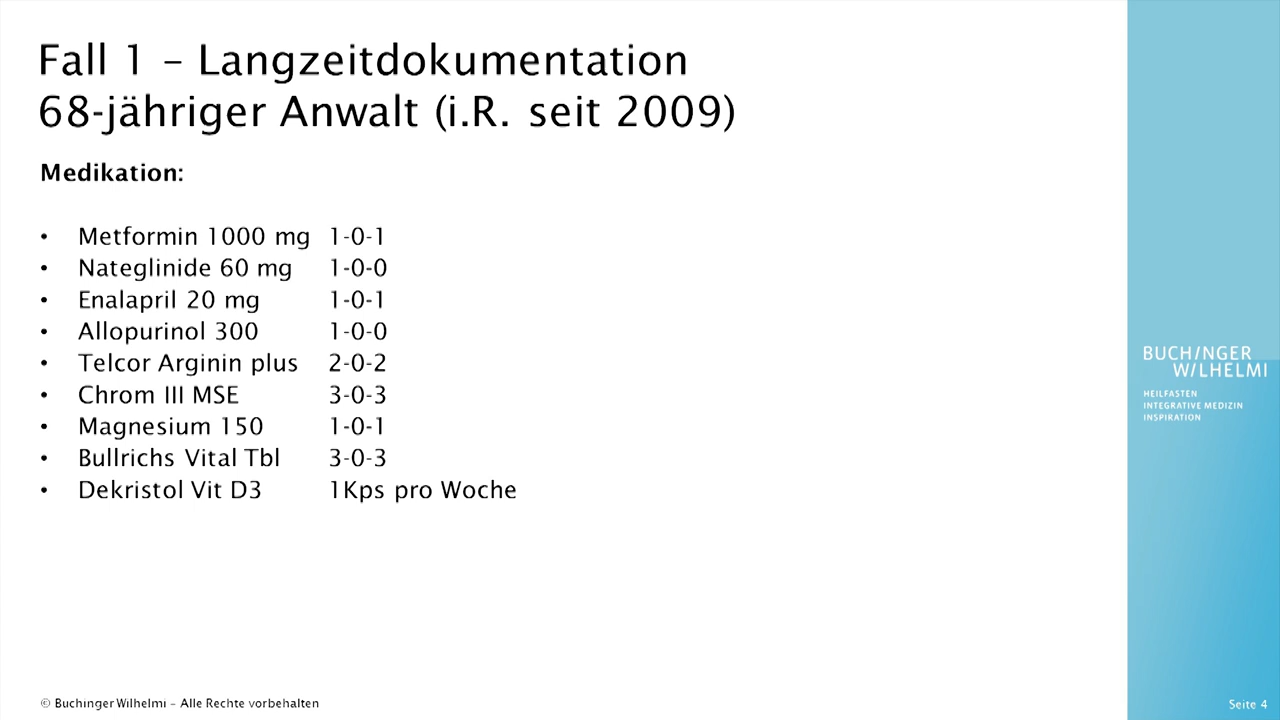 Fall 1 – Langzeitdokumentation
68-jähriger Anwalt (i.R. seit 2009)
Medikation:
• Metformin 1000 mg 1-0-1
• Nateglinide 60 mg 1-0-0
• Enalapril 20 mg 1-0-1
• Allopurinol 300 1-0-0
• Telcor Arginin plus 2-0-2
• Chrom III MSE 3-0-3
• Magnesium 150 1-0-1
• Bullrichs Vital Tbl 3-0-3
• Dekristol Vit D3 1Kps pro Woche
BUCHINGER
WILHELMI
HEILFASTEN
INTEGRATIVE MEDIZIN
INSPIRATION
© Buchinger Wilhelmi – Alle Rechte vorbehalten
Seite 4